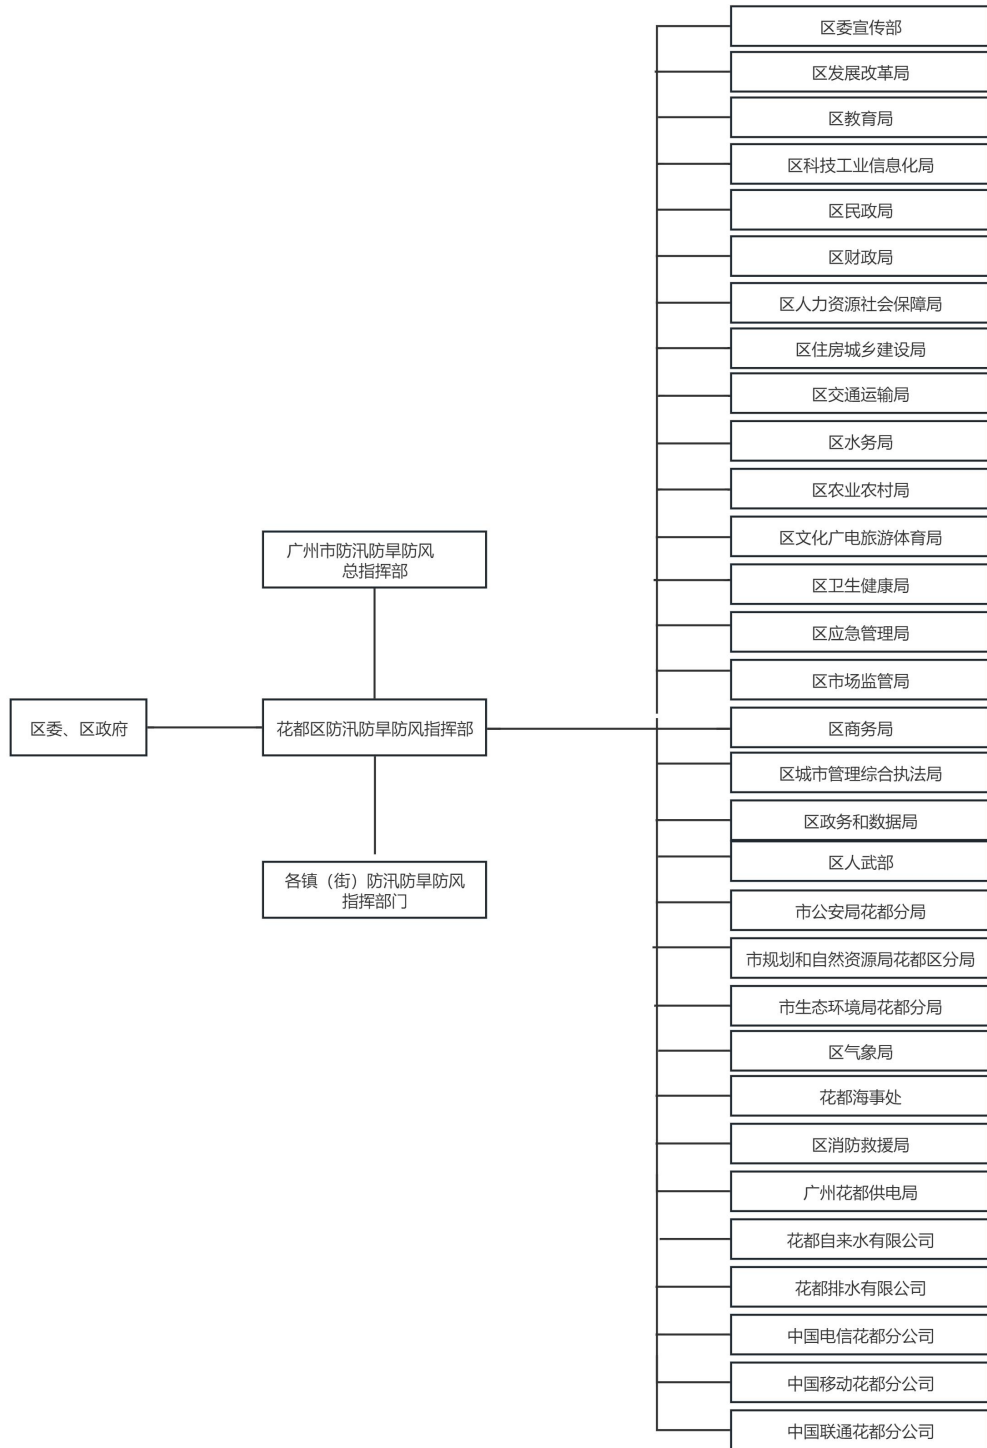 区委宣传部
区发展改革局
区教育局
区科技工业信息化局
区民政局
区财政局
区人力资源社会保障局
区住房城乡建设局
区交通运输局
区水务局
区农业农村局
区文化广电旅游体育局
区卫生健康局
区应急管理局
区市场监管局
区商务局
区城市管理综合执法局
区政务和数据局
区人武部
市公安局花都分局
市规划和自然资源局花都区分局
市生态环境局花都分局
区气象局
花都海事处
区消防救援局
广州花都供电局
花都自来水有限公司
花都排水有限公司
中国电信花都分公司
中国移动花都分公司
中国联通花都分公司
广州市防汛防旱防风
总指挥部
区委、区政府
花都区防汛防旱防风指挥部
各镇（街）防汛防旱防风
指挥部门